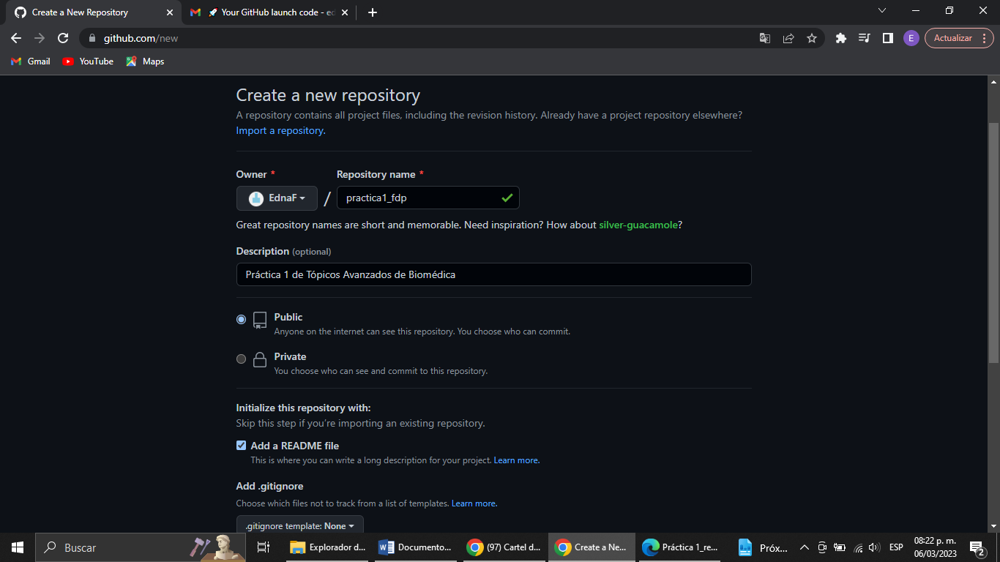 Create a New Repository
Your GitHub launch code - ed
github.com/new
Actualizar
E
Gmail
YouTube
Maps
Create a new repository
A repository contains all project files, including the revision history. Already have a project repository elsewhere?
Import a repository.
Owner *
Repository name *
EdnaF
/
practica1_fdp
Great repository names are short and memorable. Need inspiration? How about silver-guacamole?
Description (optional)
Práctica 1 de Tópicos Avanzados de Biomédica
Public
Anyone on the internet can see this repository. You choose who can commit.
Private
You choose who can see and commit to this repository.
Initialize this repository with:
Skip this step if you're importing an existing repository.
Add a README file
This is where you can write a long description for your project. Learn more.
Add .gitignore
Choose which files not to track from a list of templates. Learn more.
.gitignore template: None
Buscar
Explorador d...
Documento...
(97) Cartel d...
Create a Ne...
Práctica 1_re...
Próx...
ESP
08:22 p. m.
06/03/2023
2